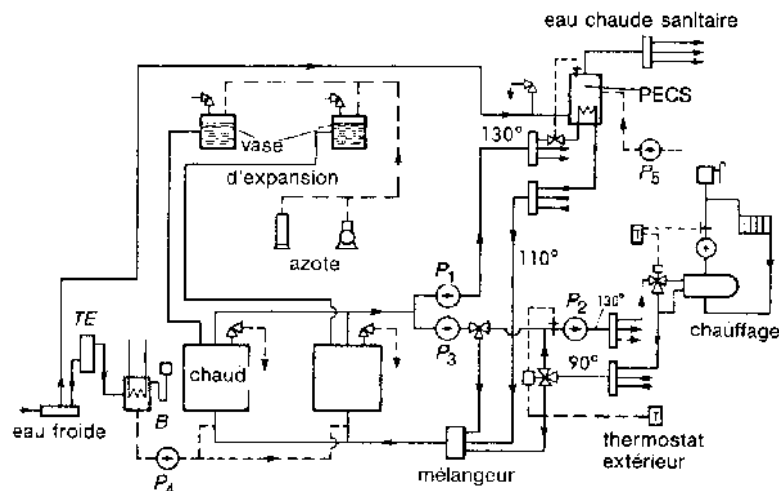 eau chaude sanitaire
PECS
130°
vase
d'expansion
P5
azote
110°
T
P1
P2
130°
TE
P3
chauffage
chaud
90°
B
T
eau froide
thermostat
extérieur
P4
mélangeur